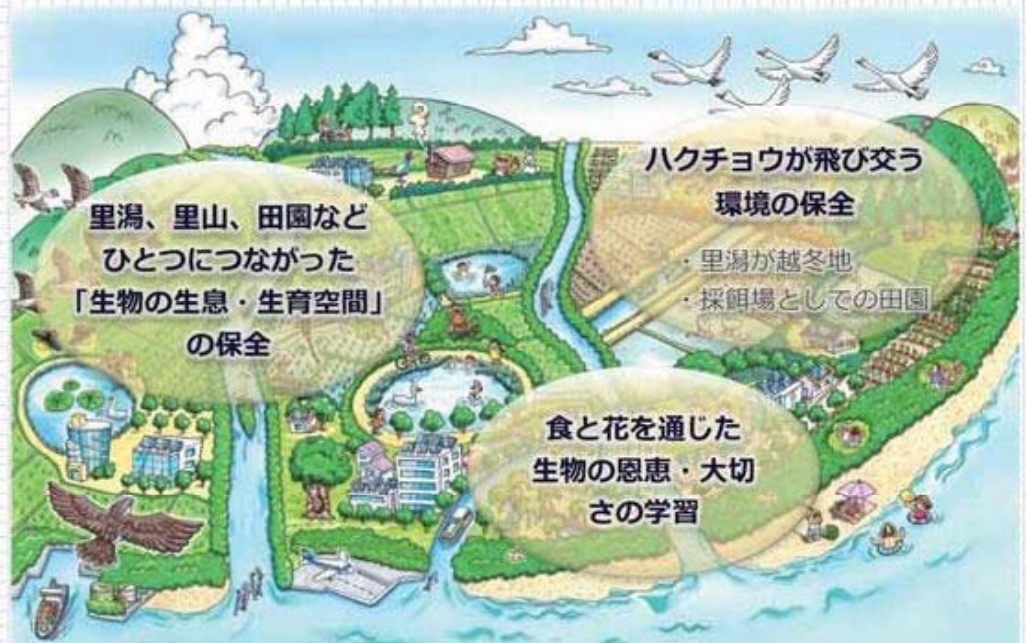 里潟、里山、田園など
ひとつにつながった
「生物の生息・生育空間」
の保全
ハクチョウが飛び交う
環境の保全
・里潟が越冬地
・採餌場としての田園
食と花を通じた
生物の恩恵・大切
さの学習